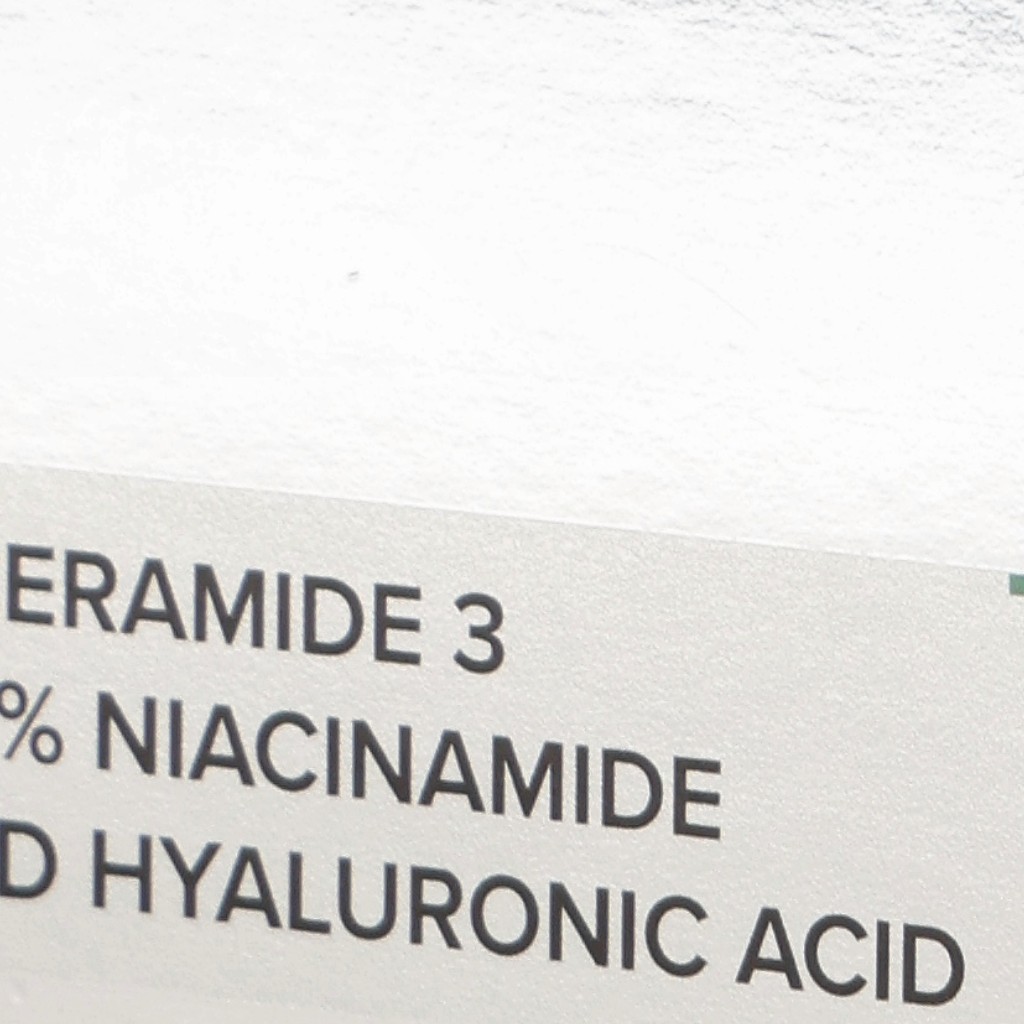 ERAMIDE 3
% NIACINAMIDE
D HYALURONIC ACID